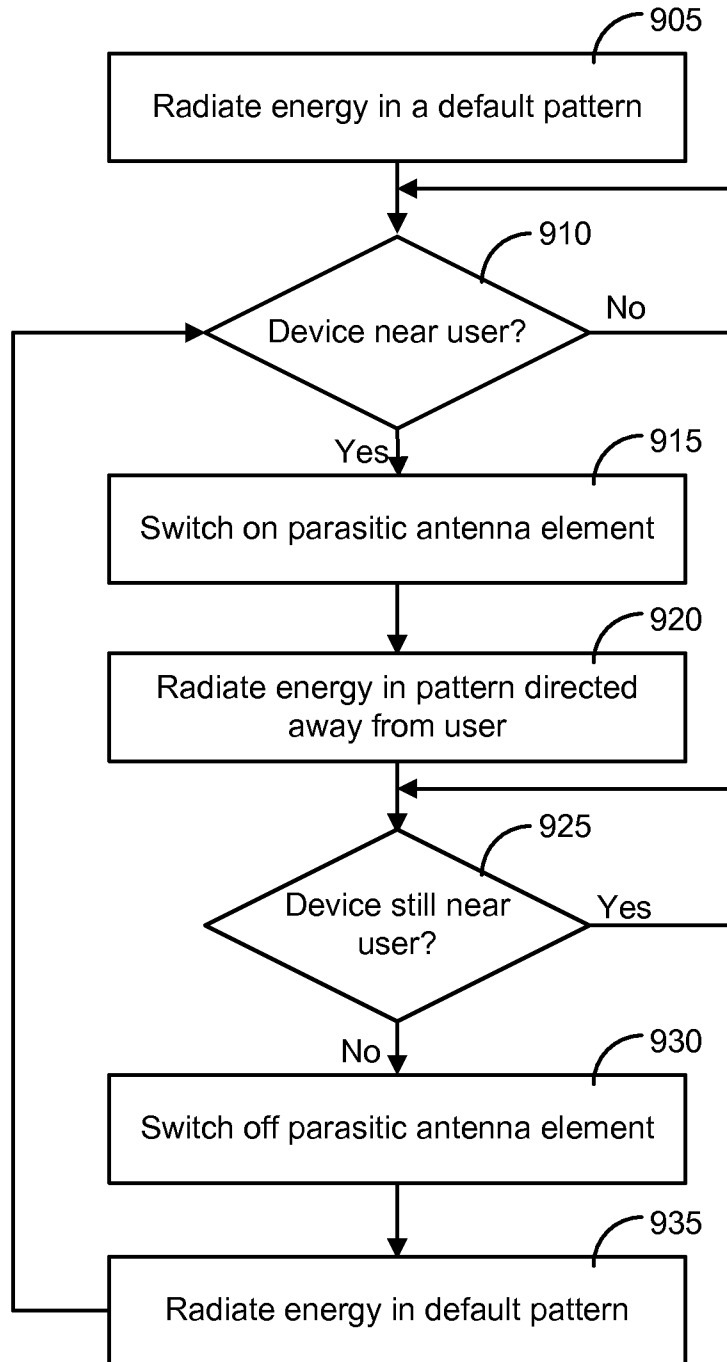 905
Radiate energy in a default pattern
910
Device near user?
No
Yes
915
Switch on parasitic antenna element
920
Radiate energy in pattern directed
away from user
925
Device still near
user?
Yes
No
930
Switch off parasitic antenna element
935
Radiate energy in default pattern